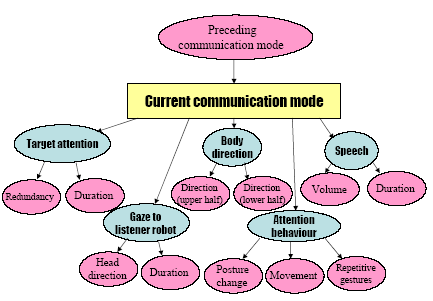 Preceding
communication mode
Current communication mode
Target attention
Body
direction
Speech
Redundancy
Duration
Direction
(upper half)
Direction
(lower half)
Volume
Duration
Gaze to
listener robot
Attention
behaviour
Head
direction
Duration
Posture
change
Movement
Repetitive
gestures